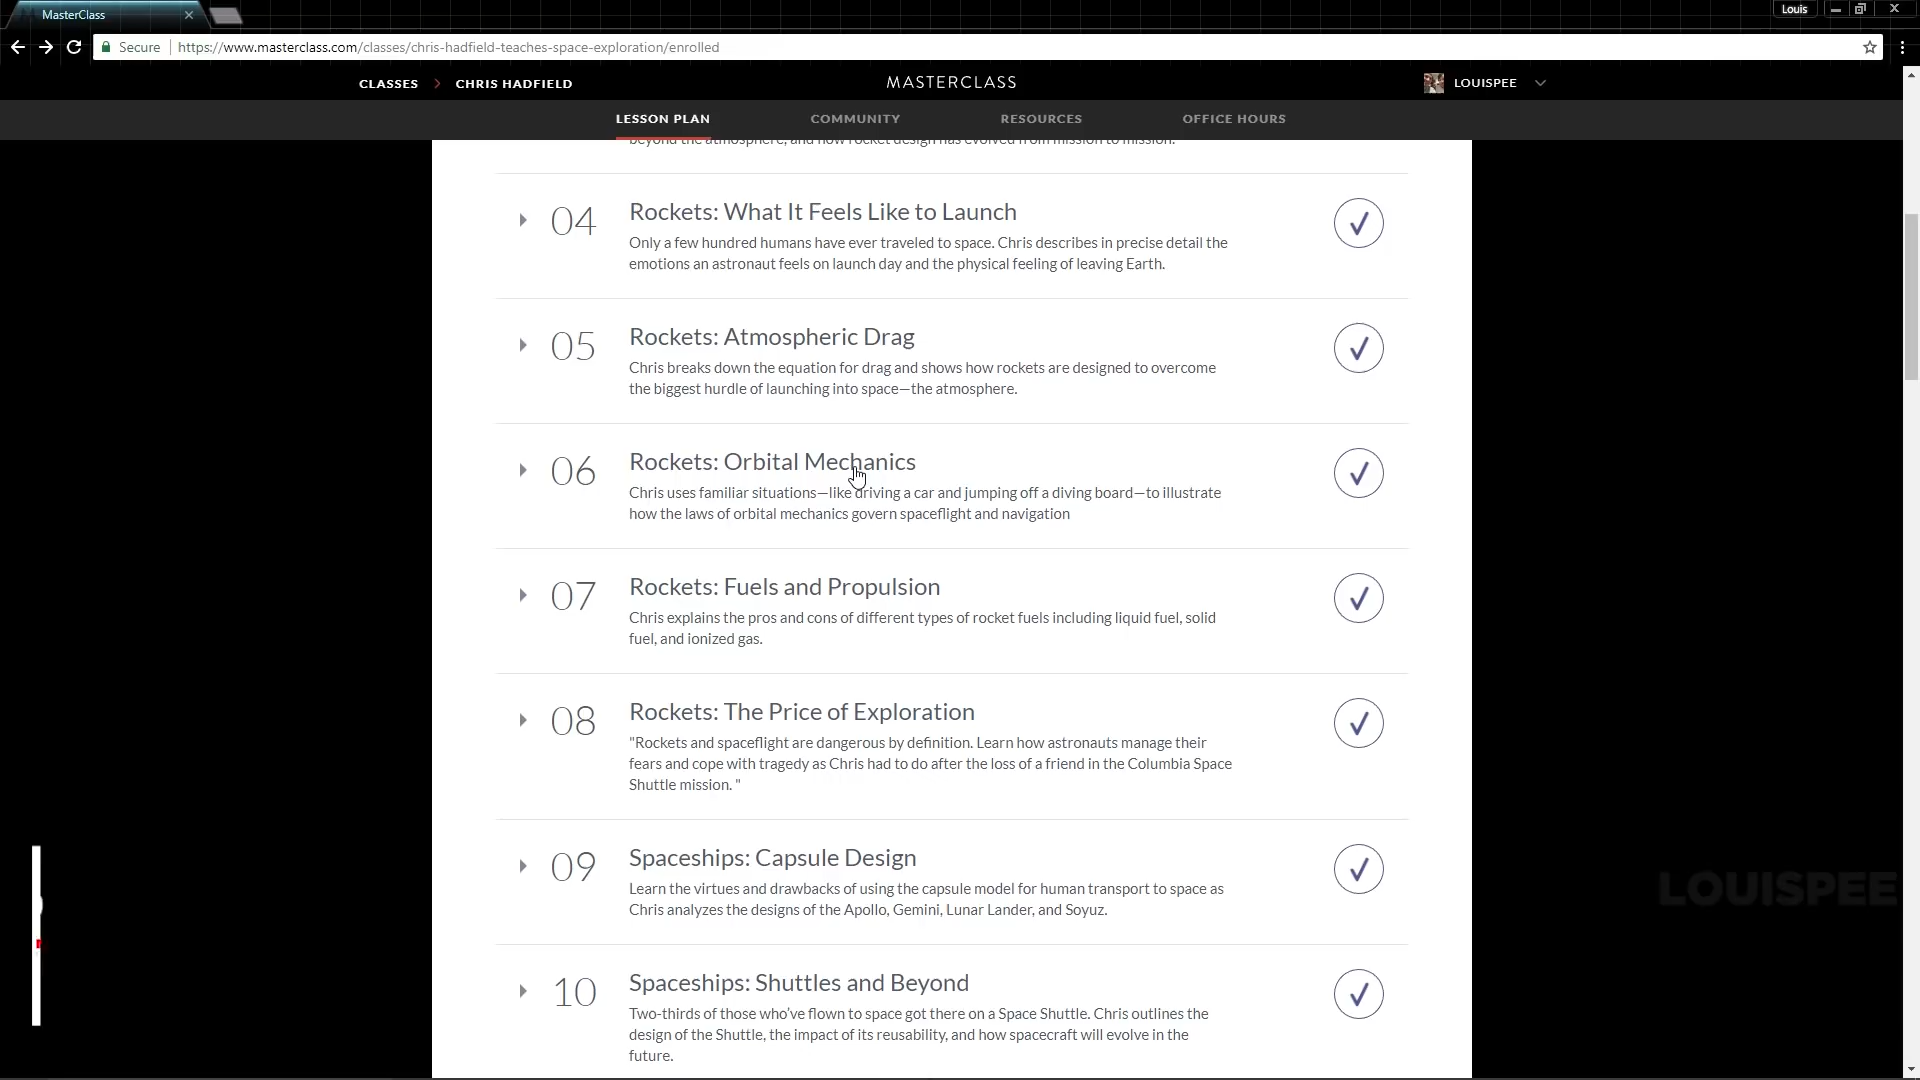 MasterClass
Louis
Secure
https://www.masterclass.com/classes/chris-hadfield-teaches-space-exploration/enrolled
CLASSES
CHRIS HADFIELD
MASTERCLASS
LOUISPEE
LESSON PLAN
COMMUNITY
RESOURCES
OFFICE HOURS
beyond the atmosphere, and how rocket design has evolved from mission to mission.
04
Rockets: What It Feels Like to Launch
Only a few hundred humans have ever traveled to space. Chris describes in precise detail the
emotions an astronaut feels on launch day and the physical feeling of leaving Earth.
05
Rockets: Atmospheric Drag
Chris breaks down the equation for drag and shows how rockets are designed to overcome
the biggest hurdle of launching into space—the atmosphere.
06
Rockets: Orbital Mechanics
Chris uses familiar situations—like driving a car and jumping off a diving board—to illustrate
how the laws of orbital mechanics govern spaceflight and navigation
07
Rockets: Fuels and Propulsion
Chris explains the pros and cons of different types of rocket fuels including liquid fuel, solid
fuel, and ionized gas.
08
Rockets: The Price of Exploration
"Rockets and spaceflight are dangerous by definition. Learn how astronauts manage their
fears and cope with tragedy as Chris had to do after the loss of a friend in the Columbia Space
Shuttle mission. "
09
Spaceships: Capsule Design
Learn the virtues and drawbacks of using the capsule model for human transport to space as
Chris analyzes the designs of the Apollo, Gemini, Lunar Lander, and Soyuz.
LOUISPEE
10
Spaceships: Shuttles and Beyond
Two-thirds of those who've flown to space got there on a Space Shuttle. Chris outlines the
design of the Shuttle, the impact of its reusability, and how spacecraft will evolve in the
future.